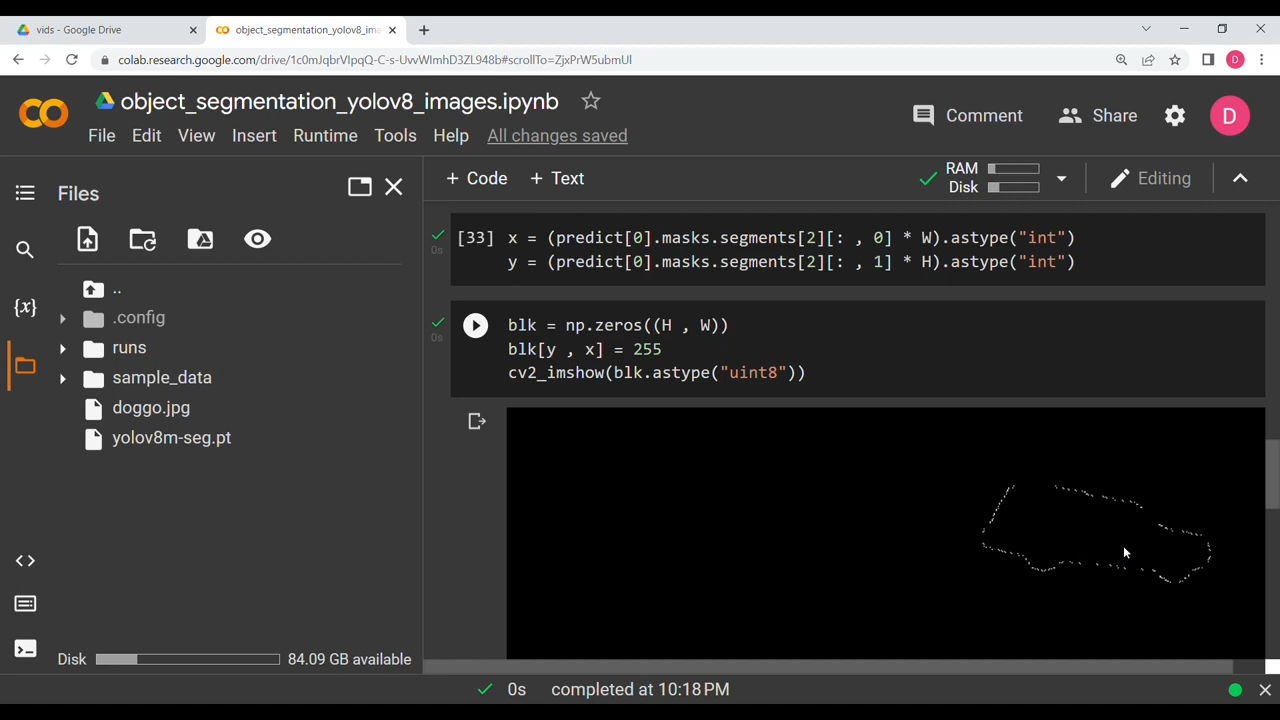 vids - Google Drive
object_segmentation_yolov8_ima
colab.research.google.com/drive/1c0mJqbrVlpqQ-C-s-UvwWlmhD3ZL948b#scrollTo=ZjxPrW5ubmUl
D
object_segmentation_yolov8_images.ipynb
Comment
Share
D
File Edit View Insert Runtime Tools Help All changes saved
Files
+ Code + Text
RAM
Disk
Editing
{x}
..
.config
runs
sample_data
doggo.jpg
yolov8m-seg.pt
0s
[33] x = (predict[0].masks.segments[2][: , 0] * W).astype("int")
y = (predict[0].masks.segments[2][: , 1] * H).astype("int")
0s
blk = np.zeros((H , W))
blk[y , x] = 255
cv2_imshow(blk.astype("uint8"))
Disk 84.09 GB available
0s completed at 10:18 PM